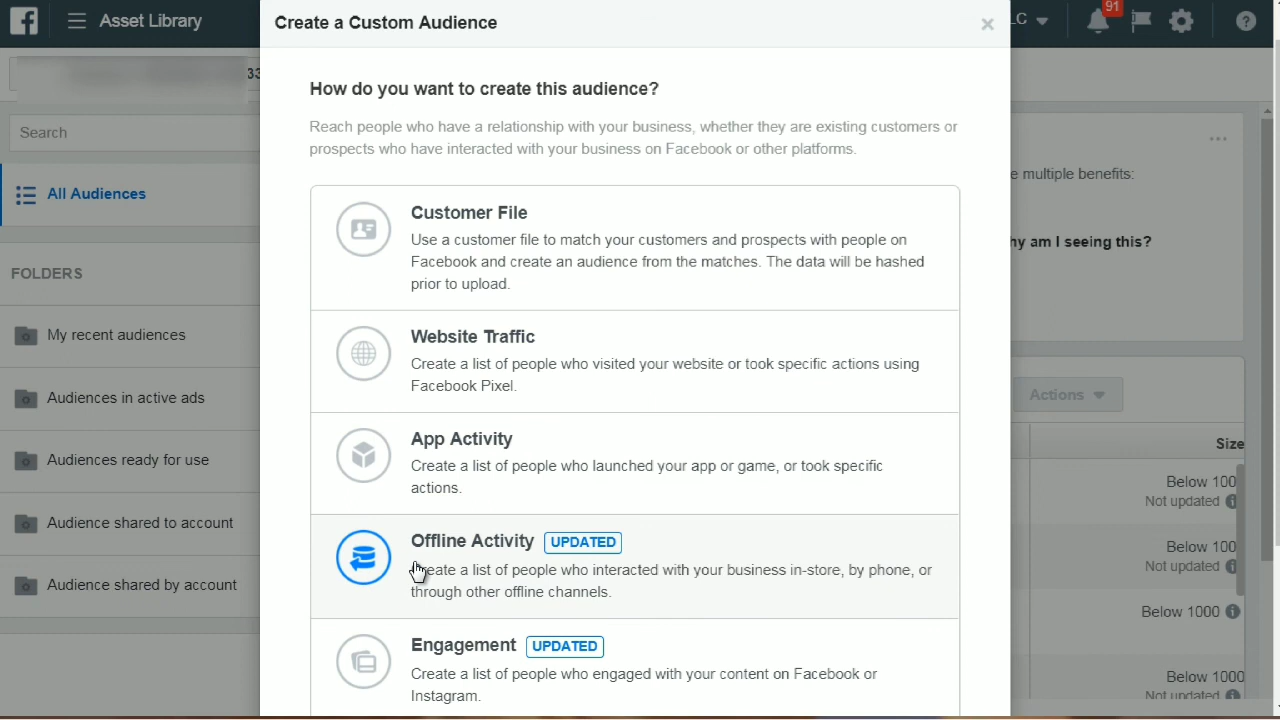 Asset Library
Create a Custom Audience
×
LC
91
?
33
How do you want to create this audience?
Reach people who have a relationship with your business, whether they are existing customers or
prospects who have interacted with your business on Facebook or other platforms.
Search
All Audiences
FOLDERS
My recent audiences
Audiences in active ads
Audiences ready for use
Audience shared to account
Audience shared by account
Customer File
Use a customer file to match your customers and prospects with people on
Facebook and create an audience from the matches. The data will be hashed
prior to upload.
Website Traffic
Create a list of people who visited your website or took specific actions using
Facebook Pixel.
App Activity
Create a list of people who launched your app or game, or took specific
actions.
Offline Activity UPDATED
Create a list of people who interacted with your business in-store, by phone, or
through other offline channels.
Engagement UPDATED
Create a list of people who engaged with your content on Facebook or
Instagram.
e multiple benefits:
hy am I seeing this?
Actions
Size
Below 100
Not updated
Below 100
Not updated
Below 1000
Below 1000
Not updated